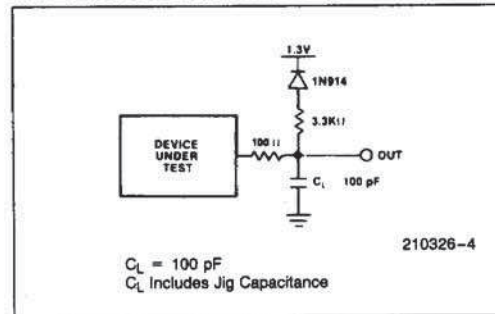 1.3V
1N914
3.3KΩ
DEVICE
UNDER
TEST
100Ω
OUT
CL 100 pF
210326–4
CL = 100 pF
CL Includes Jig Capacitance